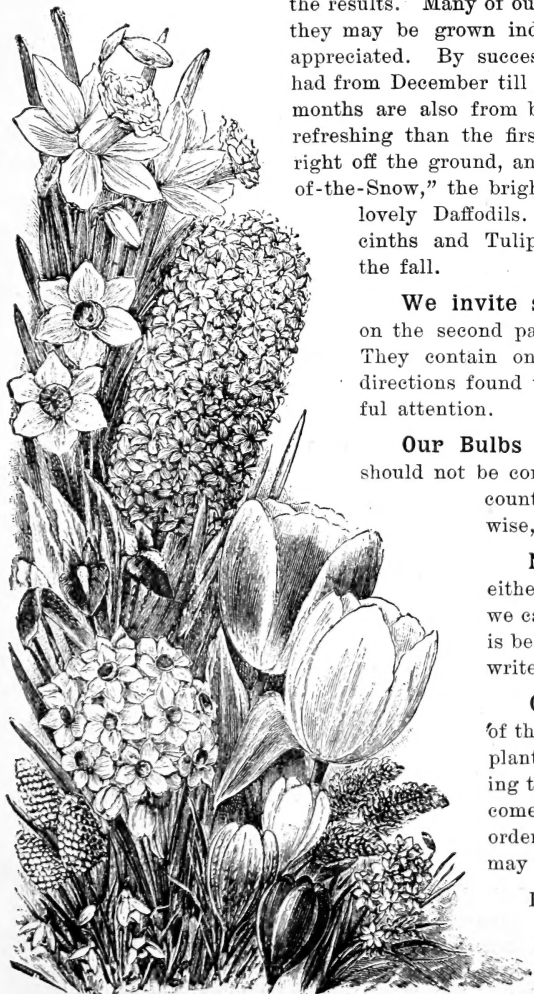 the results. Many of ou
they may be grown ind
appreciated. By succes
had from December till
months are also from b
refreshing than the firs
right off the ground, an
of-the-Snow," the brigh
lovely Daffodils.
cinths and Tulip
the fall.
We invite s
on the second pa
They contain on
directions found
ful attention.
Our Bulbs
should not be con
count
wise,
eithe
we ca
is be
write
of th
plant
ing t
come
order
may